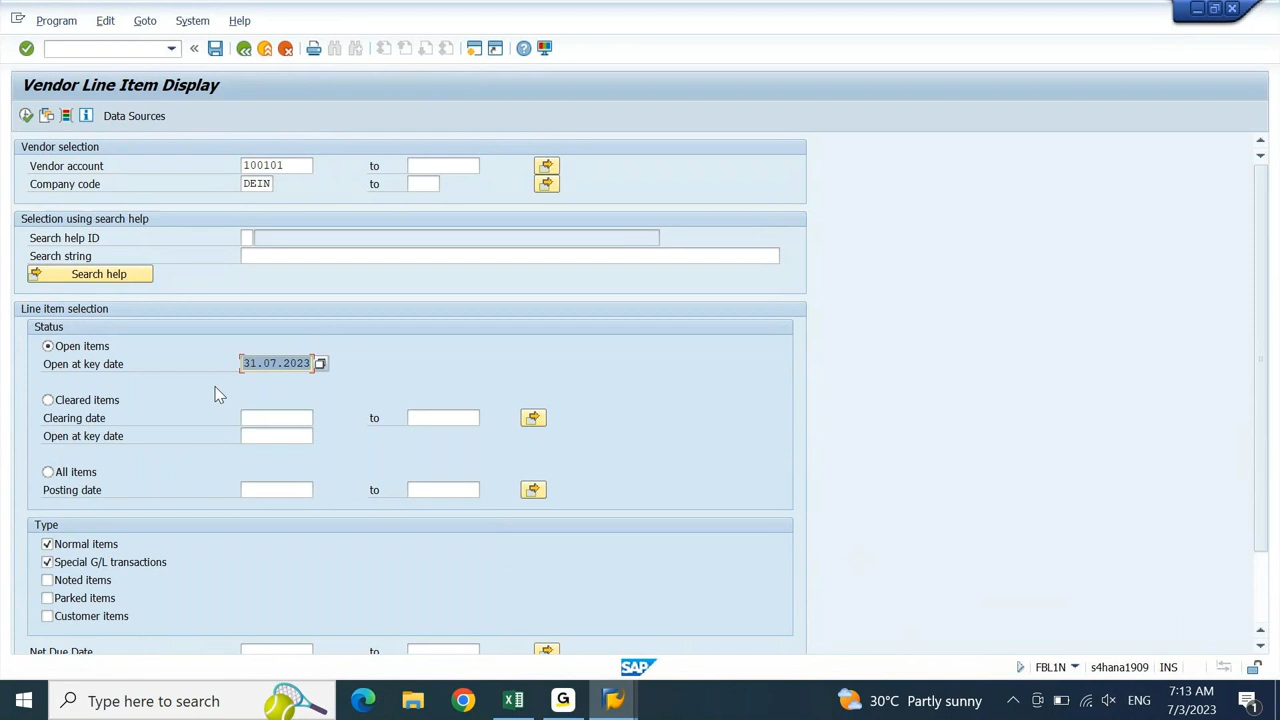 Program Edit Goto System Help
Vendor Line Item Display
Data Sources
Vendor selection
Vendor account 100101 to
Company code DEIN to
Selection using search help
Search help ID
Search string
Search help
Line item selection
Status
Open items
Open at key date 31.07.2023
Cleared items
Clearing date to
Open at key date
All items
Posting date to
Type
Normal items
Special G/L transactions
Noted items
Parked items
Customer items
Net Due Date to
SAP FBL1N s4hana1909 INS
Type here to search 30°C Partly sunny ENG 7:13 AM
7/3/2023 1